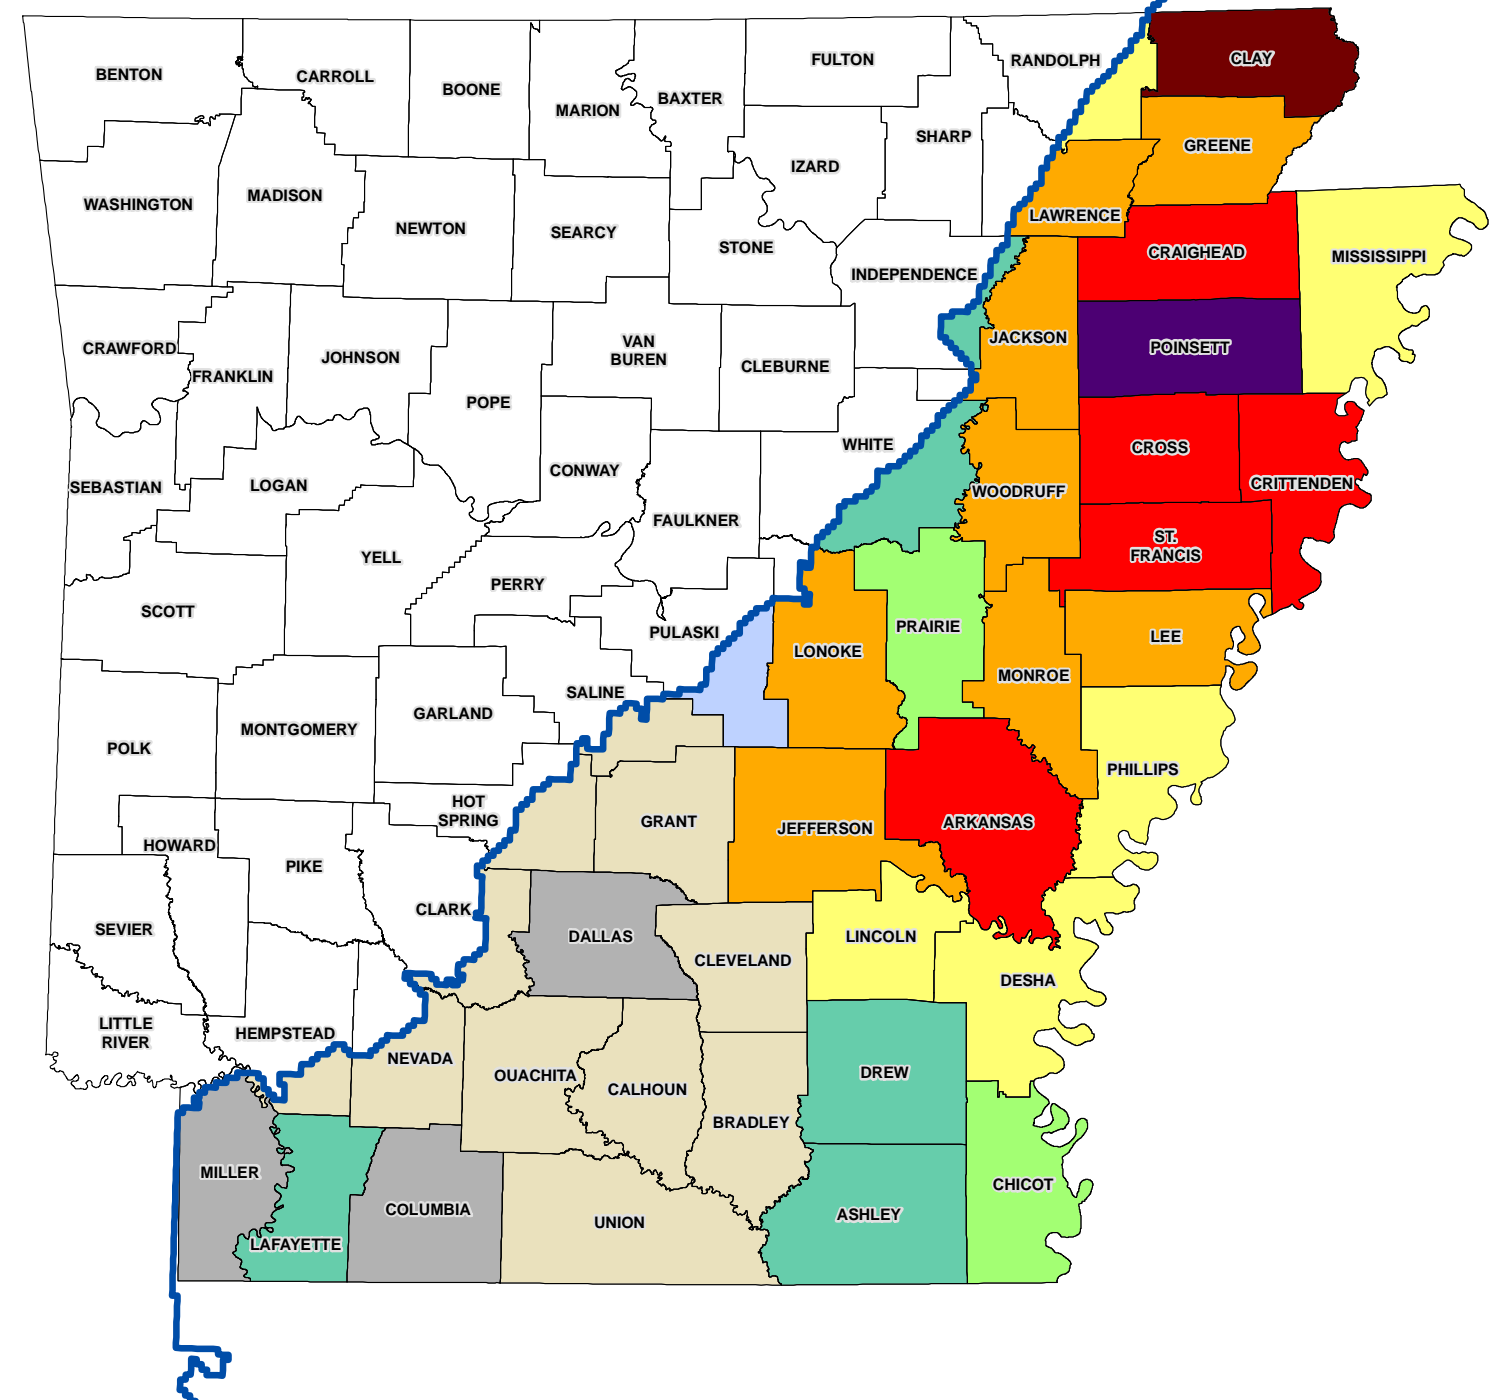 BENTON
CARROLL
BOONE
MARION
BAXTER
FULTON
RANDOLPH
CLAY
SHARP
IZARD
GREENE
WASHINGTON
MADISON
NEWTON
SEARCY
STONE
LAWRENCE
INDEPENDENCE
CRAIGHEAD
MISSISSIPPI
CRAWFORD
FRANKLIN
JOHNSON
VAN
BUREN
CLEBURNE
JACKSON
POINSETT
POPE
WHITE
CROSS
CRITTENDEN
SEBASTIAN
LOGAN
CONWAY
FAULKNER
WOODRUFF
ST.
FRANCIS
YELL
PERRY
SCOTT
PULASKI
LONOKE
PRAIRIE
LEE
MONROE
SALINE
GARLAND
MONTGOMERY
POLK
PHILLIPS
HOT
SPRING
GRANT
JEFFERSON
ARKANSAS
HOWARD
PIKE
CLARK
SEVIER
DALLAS
CLEVELAND
LINCOLN
DESHA
LITTLE
RIVER
HEMPSTEAD
NEVADA
OUACHITA
CALHOUN
DREW
BRADLEY
MILLER
COLUMBIA
LAFAYETTE
UNION
ASHLEY
CHICOT